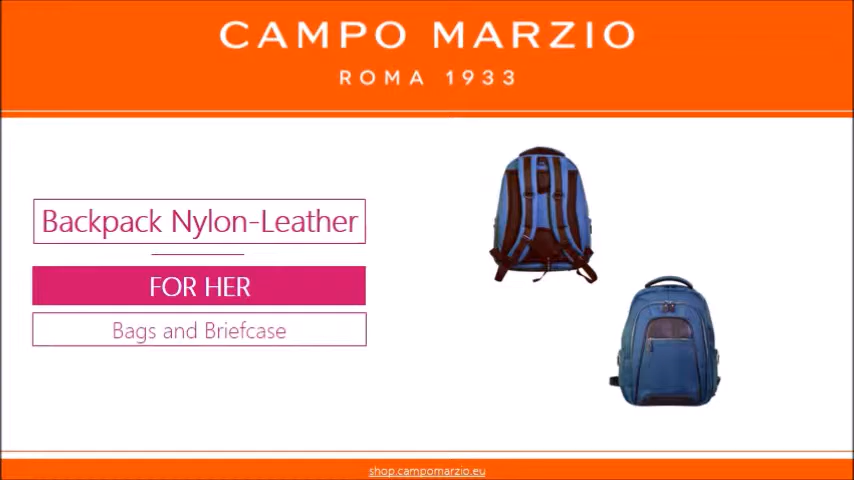 CAMPO MARZIO
ROMA 1933
Backpack Nylon-Leather
FOR HER
Bags and Briefcase
shop.campomarzio.eu